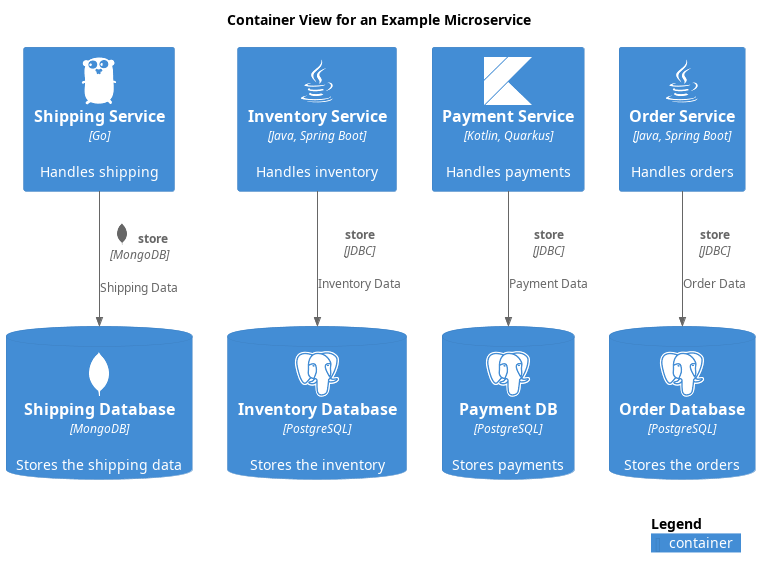 Container View for an Example Microservice
Shipping Service
[Go]
Handles shipping
Inventory Service
[Java, Spring Boot]
Handles inventory
Payment Service
[Kotlin, Quarkus]
Handles payments
Order Service
[Java, Spring Boot]
Handles orders
store
[MongoDB]
Shipping Data
store
[JDBC]
Inventory Data
store
[JDBC]
Payment Data
store
[JDBC]
Order Data
Shipping Database
[MongoDB]
Stores the shipping data
Inventory Database
[PostgreSQL]
Stores the inventory
Payment DB
[PostgreSQL]
Stores payments
Order Database
[PostgreSQL]
Stores the orders
Legend
container